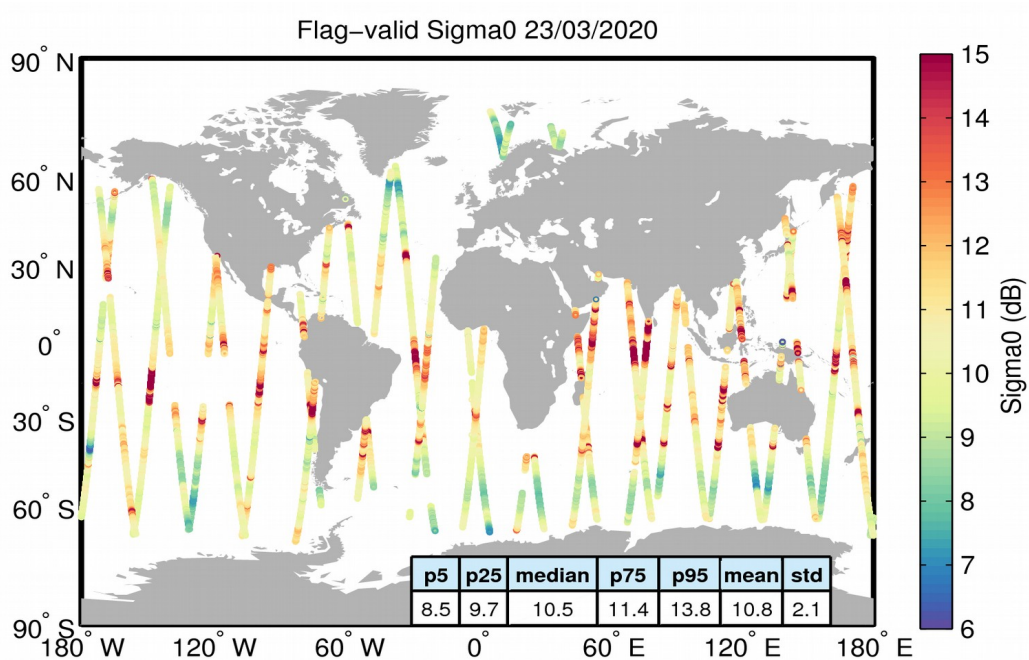 Flag−valid Sigma0 23/03/2020
90° N
60° N
30° N
0°
30° S
60° S
90° S
180° W
120° W
60° W
0°
60° E
120° E
180° E
15
14
13
12
11
10
9
8
7
6
Sigma0 (dB)
p5 p25 median p75 p95 mean std
8.5 9.7 10.5 11.4 13.8 10.8 2.1